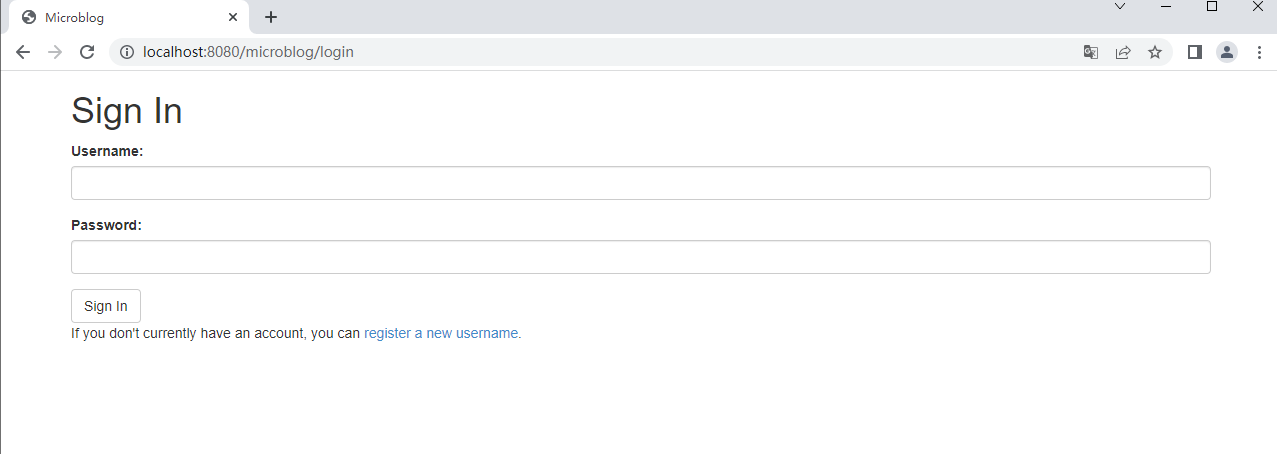 Microblog
localhost:8080/microblog/login
Sign In
Username:
Password:
Sign In
If you don't currently have an account, you can register a new username.